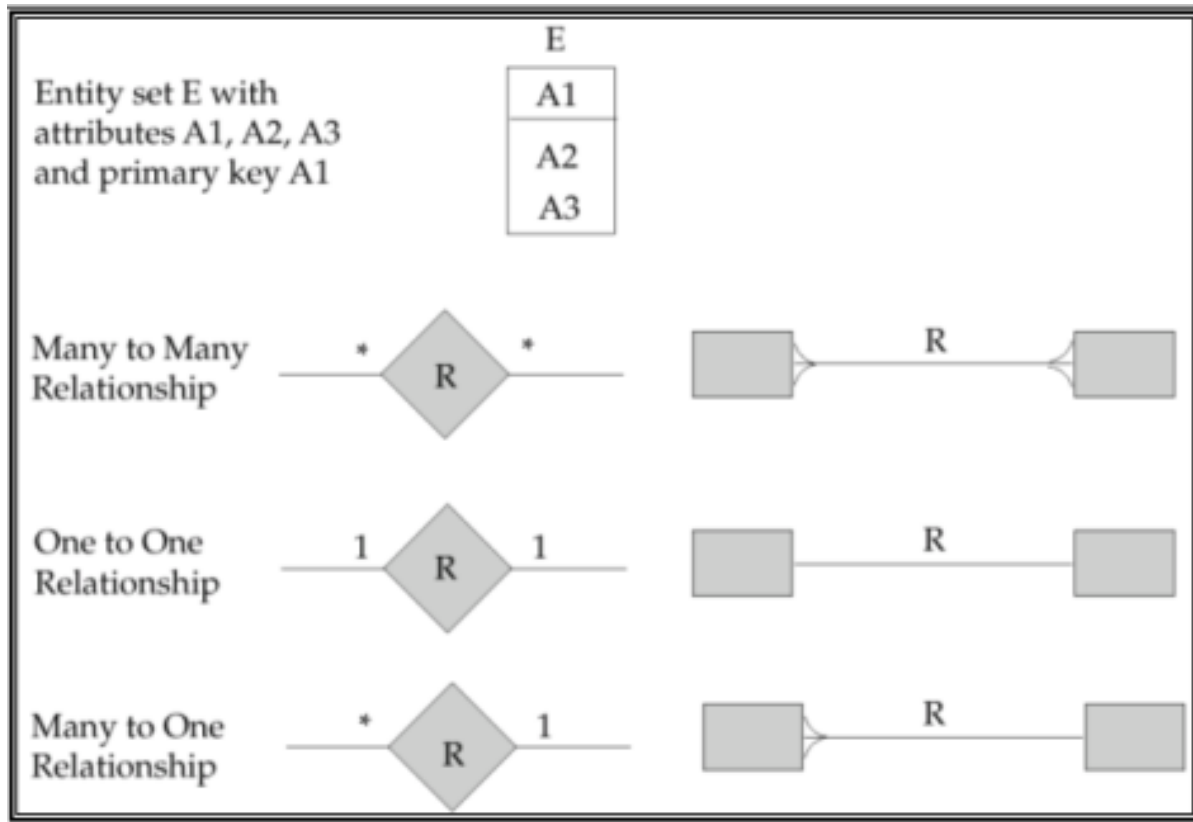 E
Entity set E with
attributes A1, A2, A3
and primary key A1
A1
A2
A3
Many to Many
Relationship
*
R
*
R
One to One
Relationship
1
R
1
R
Many to One
Relationship
*
R
1
R